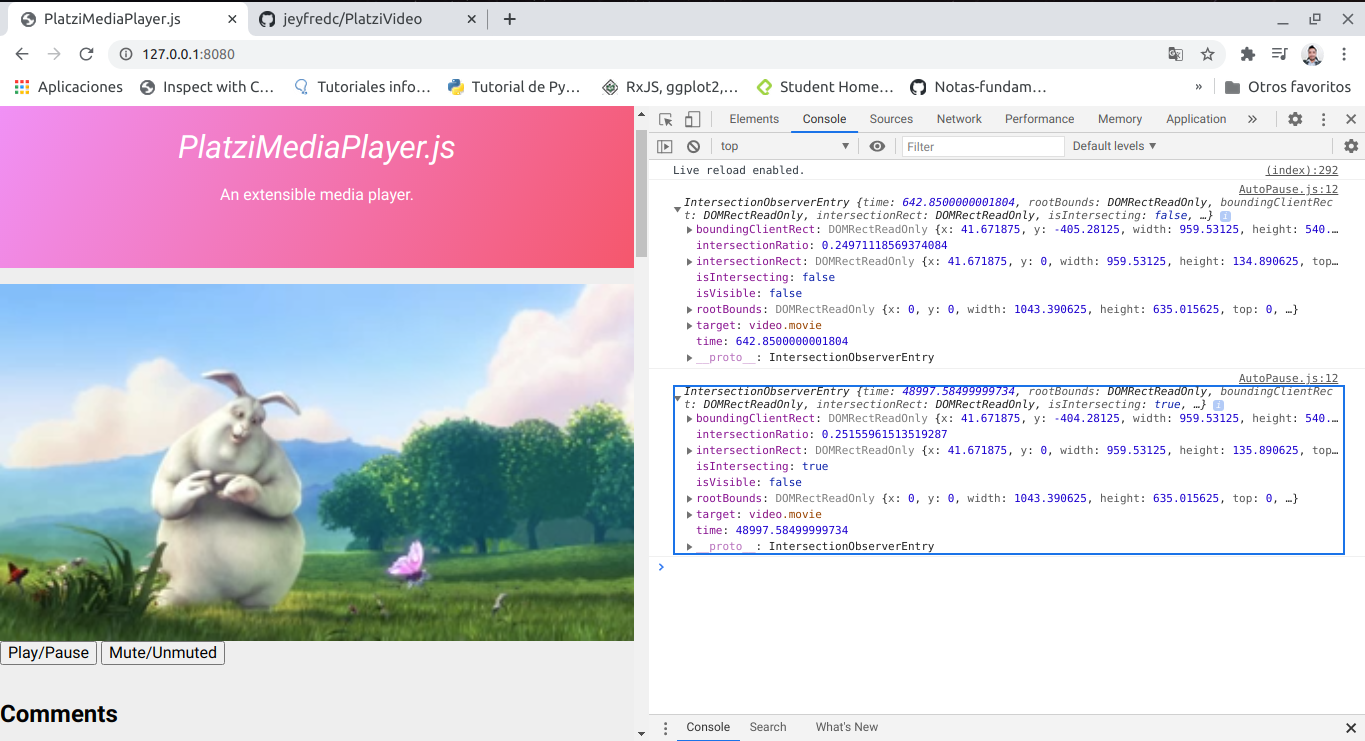 PlatziMediaPlayer.js
jeyfredc/PlatziVideo
127.0.0.1:8080
Aplicaciones
Inspect with C…
Tutoriales info…
Tutorial de Py…
RxJS, ggplot2,…
Student Home…
Notas-fundam…
»
Otros favoritos
PlatziMediaPlayer.js
An extensible media player.
Play/Pause
Mute/Unmuted
Comments
Elements Console Sources Network Performance Memory Application »
top
Filter
Default levels ▼
Live reload enabled. (index):292
AutoPause.js:12
IntersectionObserverEntry {time: 642.8500000001804, rootBounds: DOMRectReadOnly, boundingClientRec
t: DOMRectReadOnly, intersectionRect: DOMRectReadOnly, isIntersecting: false, …} i
boundingClientRect: DOMRectReadOnly {x: 41.671875, y: -405.28125, width: 959.53125, height: 540.…
intersectionRatio: 0.24971118569374084
intersectionRect: DOMRectReadOnly {x: 41.671875, y: 0, width: 959.53125, height: 134.890625, top…
isIntersecting: false
isVisible: false
rootBounds: DOMRectReadOnly {x: 0, y: 0, width: 1043.390625, height: 635.015625, top: 0, …}
target: video.movie
time: 642.8500000001804
__proto__: IntersectionObserverEntry
AutoPause.js:12
IntersectionObserverEntry {time: 48997.58499999734, rootBounds: DOMRectReadOnly, boundingClientRec
t: DOMRectReadOnly, intersectionRect: DOMRectReadOnly, isIntersecting: true, …} i
boundingClientRect: DOMRectReadOnly {x: 41.671875, y: -404.28125, width: 959.53125, height: 540.…
intersectionRatio: 0.25155961513519287
intersectionRect: DOMRectReadOnly {x: 41.671875, y: 0, width: 959.53125, height: 135.890625, top…
isIntersecting: true
isVisible: false
rootBounds: DOMRectReadOnly {x: 0, y: 0, width: 1043.390625, height: 635.015625, top: 0, …}
target: video.movie
time: 48997.58499999734
__proto__: IntersectionObserverEntry
Console Search What's New